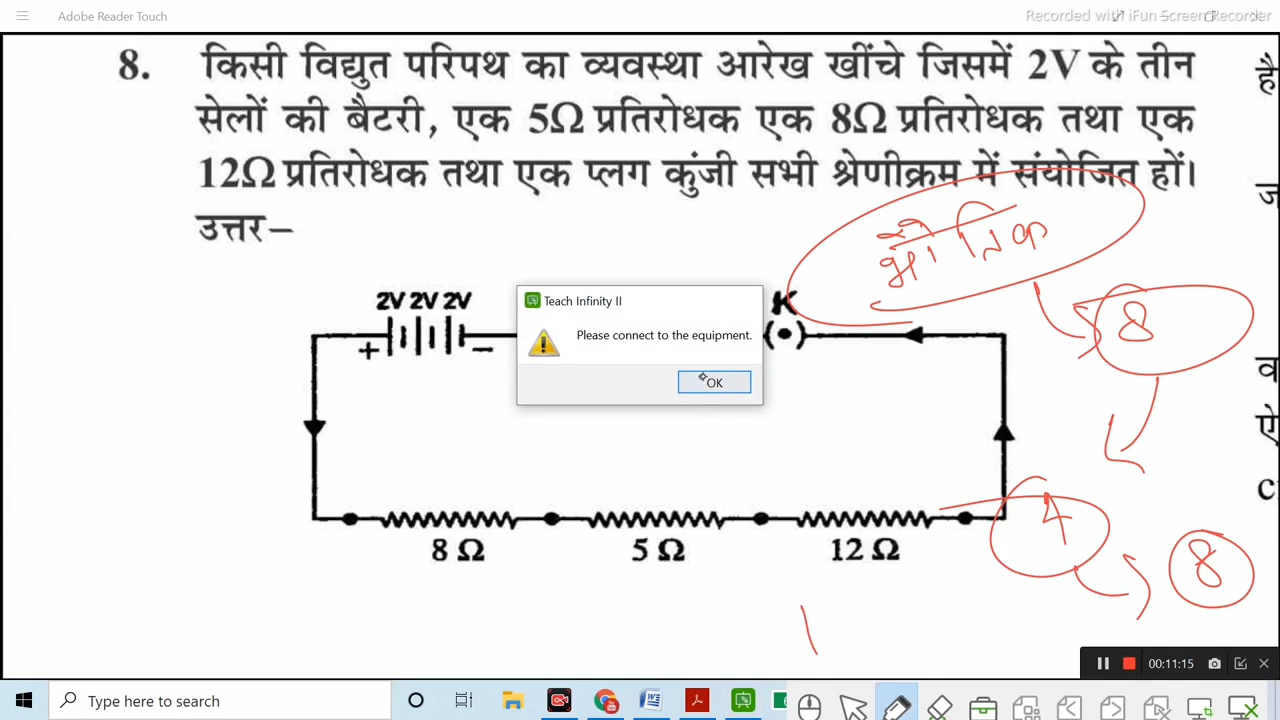 Adobe Reader Touch
Recorded with iFun Screen Recorder
8. किसी विद्युत परिपथ का व्यवस्था आरेख खींचे जिसमें 2V के तीन
सेलों की बैटरी, एक 5Ω प्रतिरोधक एक 8Ω प्रतिरोधक तथा एक
12Ω प्रतिरोधक तथा एक प्लग कुंजी सभी श्रेणीक्रम में संयोजित हों।
उत्तर–
है
ज
व
ऐ
c
2V 2V 2V
+ −
K
Teach Infinity II
Please connect to the equipment.
OK
8
4
8
8 Ω 5 Ω 12 Ω
00:11:15
Type here to search